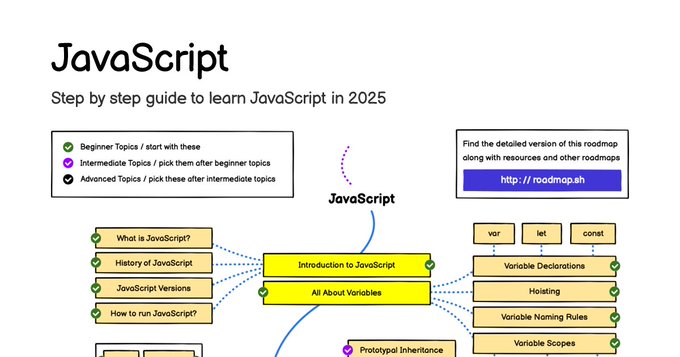 JavaScript
Step by step guide to learn JavaScript in 2025
Beginner Topics / start with these
Intermediate Topics / pick them after beginner topics
Advanced Topics / pick these after intermediate topics
Find the detailed version of this roadmap
along with resources and other roadmaps
http: // roadmap.sh
JavaScript
What is JavaScript?
History of JavaScript
JavaScript Versions
How to run JavaScript?
Introduction to JavaScript
All About Variables
var
let
const
Variable Declarations
Hoisting
Variable Naming Rules
Variable Scopes
Prototypal Inheritance